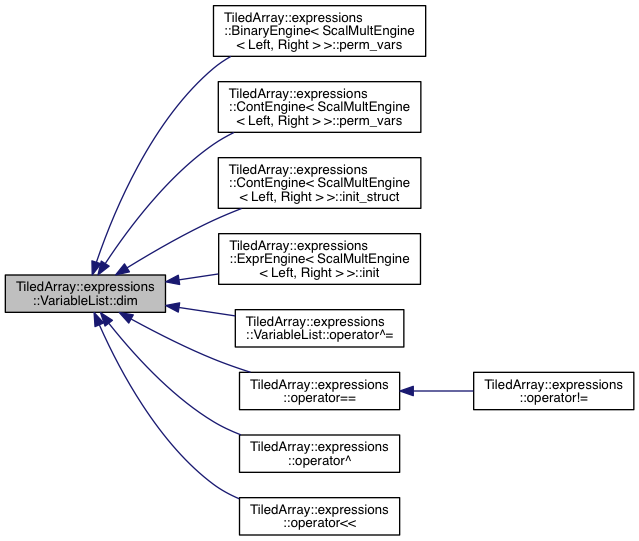 TiledArray::expressions
::BinaryEngine< ScalMultEngine
< Left, Right > >::perm_vars
TiledArray::expressions
::ContEngine< ScalMultEngine
< Left, Right > >::perm_vars
TiledArray::expressions
::ContEngine< ScalMultEngine
< Left, Right > >::init_struct
TiledArray::expressions
::ExprEngine< ScalMultEngine
< Left, Right > >::init
TiledArray::expressions
::VariableList::dim
TiledArray::expressions
::VariableList::operator^=
TiledArray::expressions
::operator==
TiledArray::expressions
::operator!=
TiledArray::expressions
::operator^
TiledArray::expressions
::operator<<